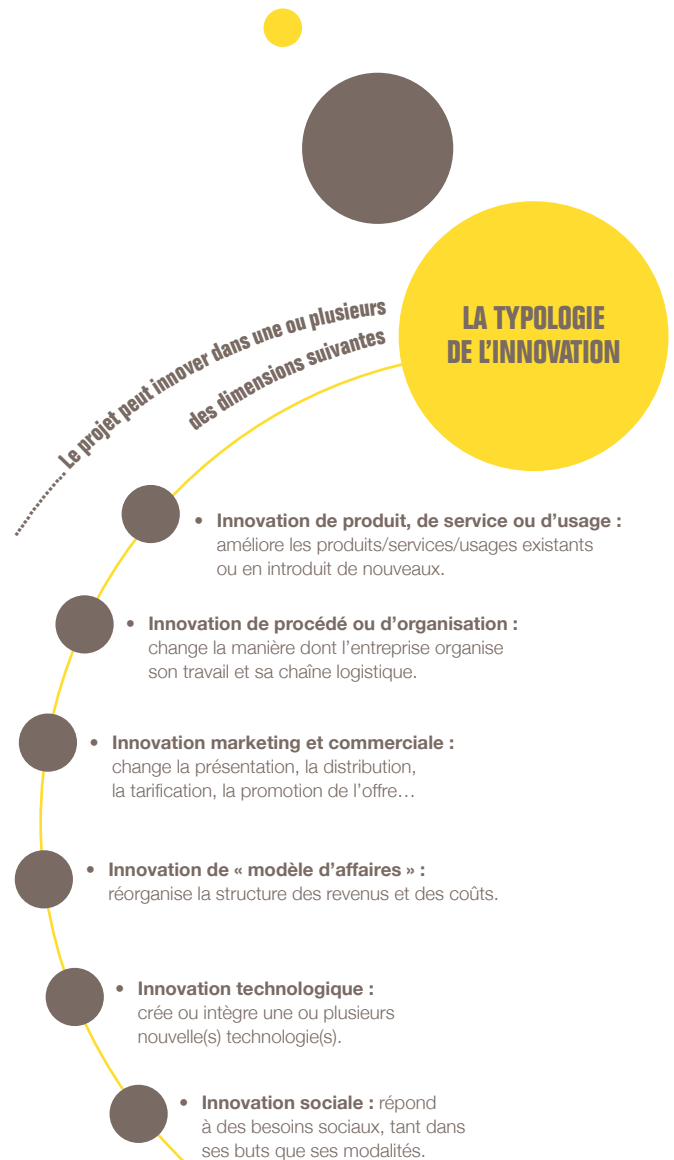 LA TYPOLOGIE
DE L'INNOVATION
Le projet peut innover dans une ou plusieurs
des dimensions suivantes
• Innovation de produit, de service ou d'usage :
améliore les produits/services/usages existants
ou en introduit de nouveaux.
• Innovation de procédé ou d'organisation :
change la manière dont l'entreprise organise
son travail et sa chaîne logistique.
• Innovation marketing et commerciale :
change la présentation, la distribution,
la tarification, la promotion de l'offre…
• Innovation de « modèle d'affaires » :
réorganise la structure des revenus et des coûts.
• Innovation technologique :
crée ou intègre une ou plusieurs
nouvelle(s) technologie(s).
• Innovation sociale : répond
à des besoins sociaux, tant dans
ses buts que ses modalités.